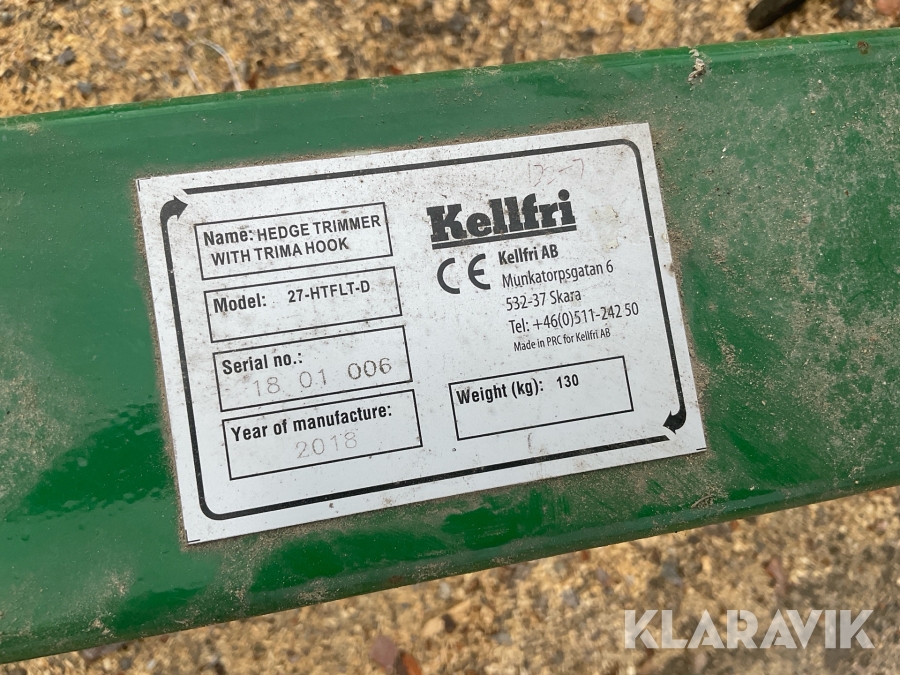 Name: HEDGE TRIMMER
WITH TRIMA HOOK
Model: 27-HTFLT-D
Serial no.:
18 01 006
Year of manufacture:
2018
Kellfri
CE
Kellfri AB
Munkatorpsgatan 6
532-37 Skara
Tel: +46(0)511-242 50
Made in PRC for Kellfri AB
Weight (kg): 130
KLARAVIK